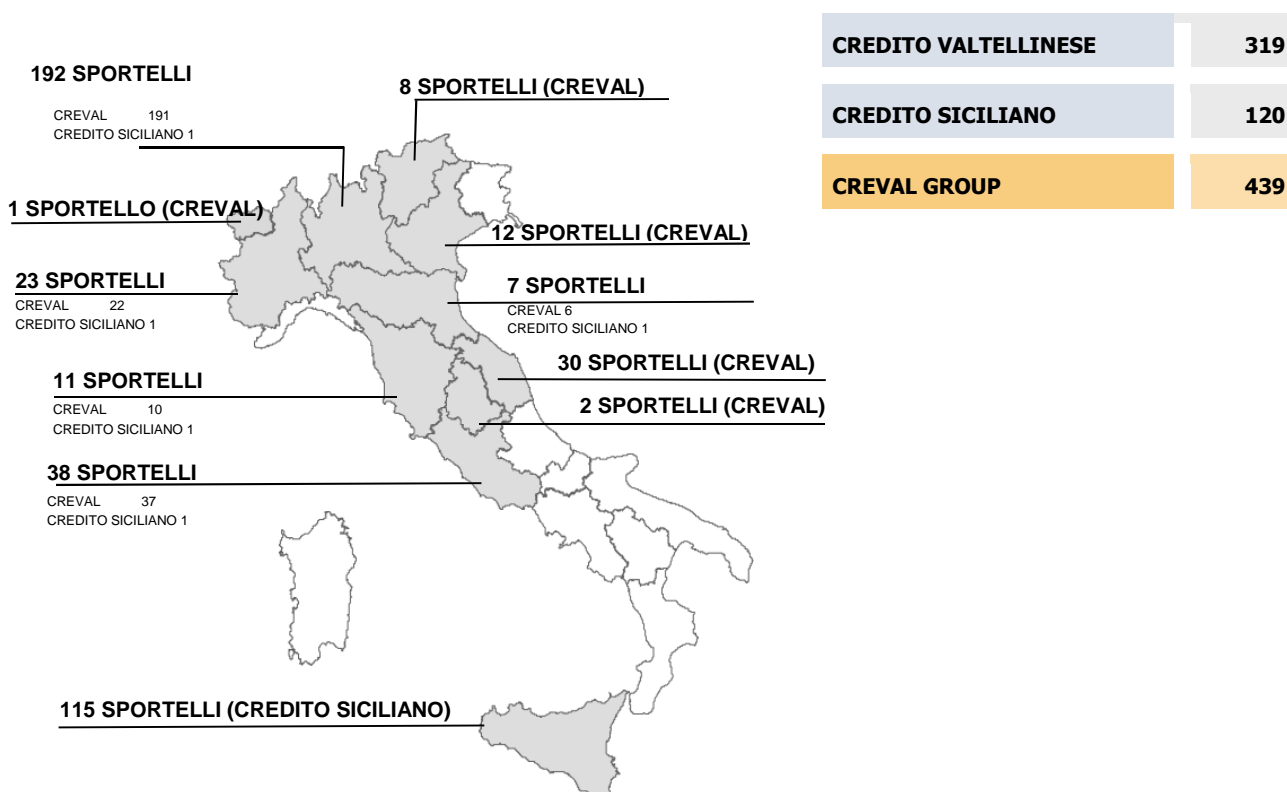 CREDITO VALTELLINESE 319
CREDITO SICILIANO 120
CREVAL GROUP 439
192 SPORTELLI
CREVAL 191
CREDITO SICILIANO 1
8 SPORTELLI (CREVAL)
1 SPORTELLO (CREVAL)
12 SPORTELLI (CREVAL)
23 SPORTELLI
CREVAL 22
CREDITO SICILIANO 1
7 SPORTELLI
CREVAL 6
CREDITO SICILIANO 1
30 SPORTELLI (CREVAL)
11 SPORTELLI
CREVAL 10
CREDITO SICILIANO 1
2 SPORTELLI (CREVAL)
38 SPORTELLI
CREVAL 37
CREDITO SICILIANO 1
115 SPORTELLI (CREDITO SICILIANO)